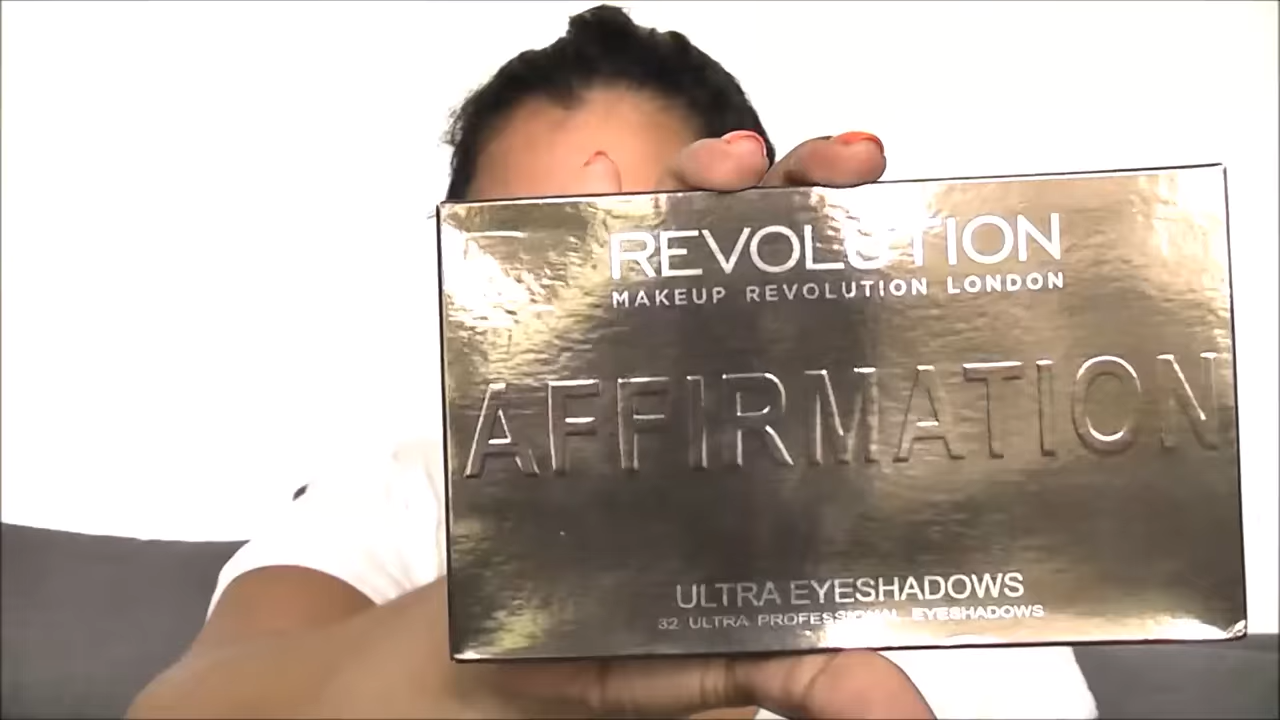 REVOLUTION
MAKEUP REVOLUTION LONDON
AFFIRMATION
ULTRA EYESHADOWS
32 ULTRA PROFESSIONAL EYESHADOWS